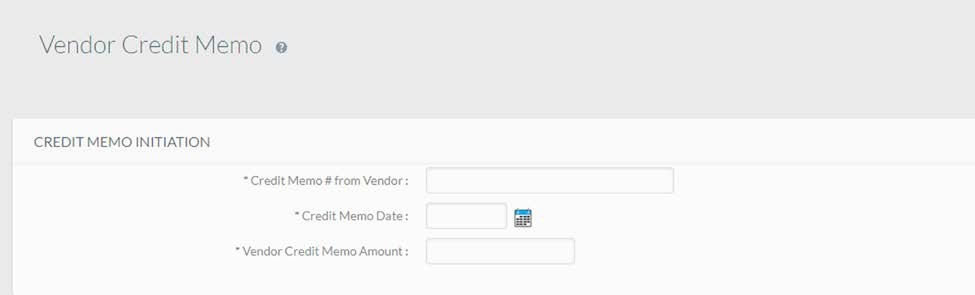 Vendor Credit Memo ?
CREDIT MEMO INITIATION
* Credit Memo # from Vendor :
* Credit Memo Date :
* Vendor Credit Memo Amount :